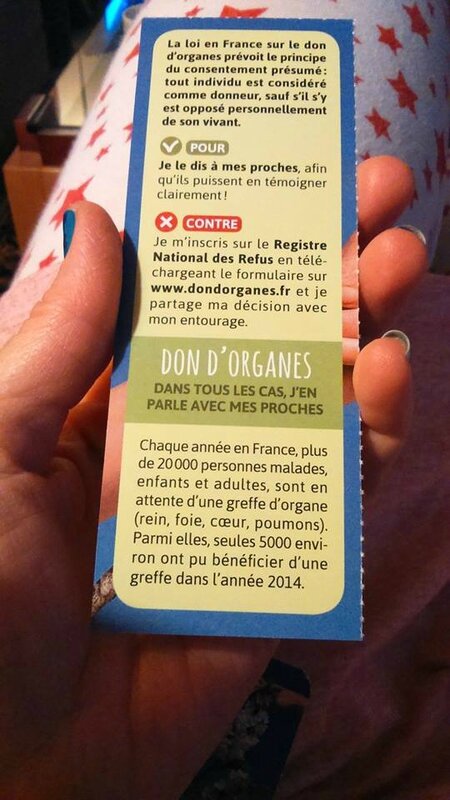 La loi en France sur le don
d'organes prévoit le principe
du consentement présumé :
tout individu est considéré
comme donneur, sauf s'il s'y
est opposé personnellement
de son vivant.
POUR
Je le dis à mes proches, afin
qu'ils puissent en témoigner
clairement !
CONTRE
Je m'inscris sur le Registre
National des Refus en télé-
chargeant le formulaire sur
www.dondorganes.fr et je
partage ma décision avec
mon entourage.
DON D'ORGANES
DANS TOUS LES CAS, J'EN
PARLE AVEC MES PROCHES
Chaque année en France, plus
de 20 000 personnes malades,
enfants et adultes, sont en
attente d'une greffe d'organe
(rein, foie, cœur, poumons).
Parmi elles, seules 5000 envi-
ron ont pu bénéficier d'une
greffe dans l'année 2014.